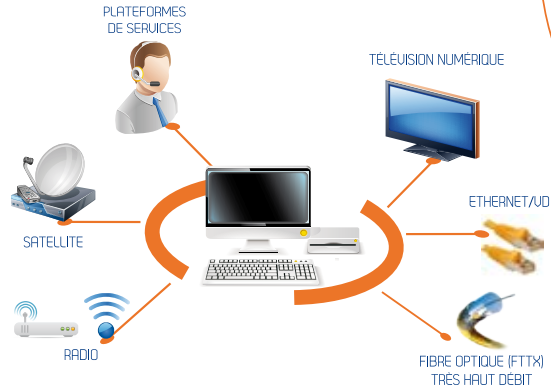 PLATEFORMES
DE SERVICES
TÉLÉVISION NUMÉRIQUE
ETHERNET/VD
SATELLITE
RADIO
FIBRE OPTIQUE (FTTX)
TRÈS HAUT DÉBIT